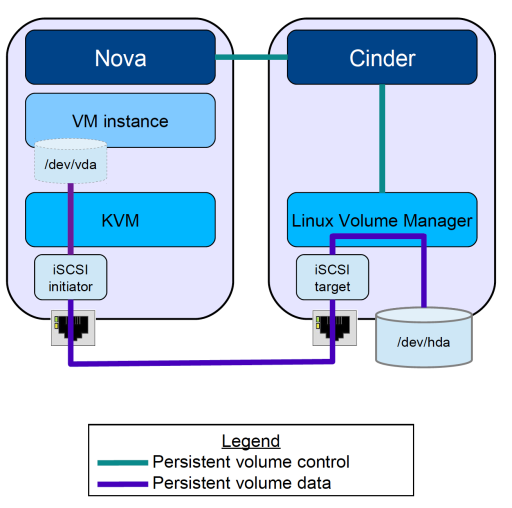 Nova
Cinder
VM instance
/dev/vda
KVM
Linux Volume Manager
iSCSI
initiator
iSCSI
target
/dev/hda
Legend
Persistent volume control
Persistent volume data